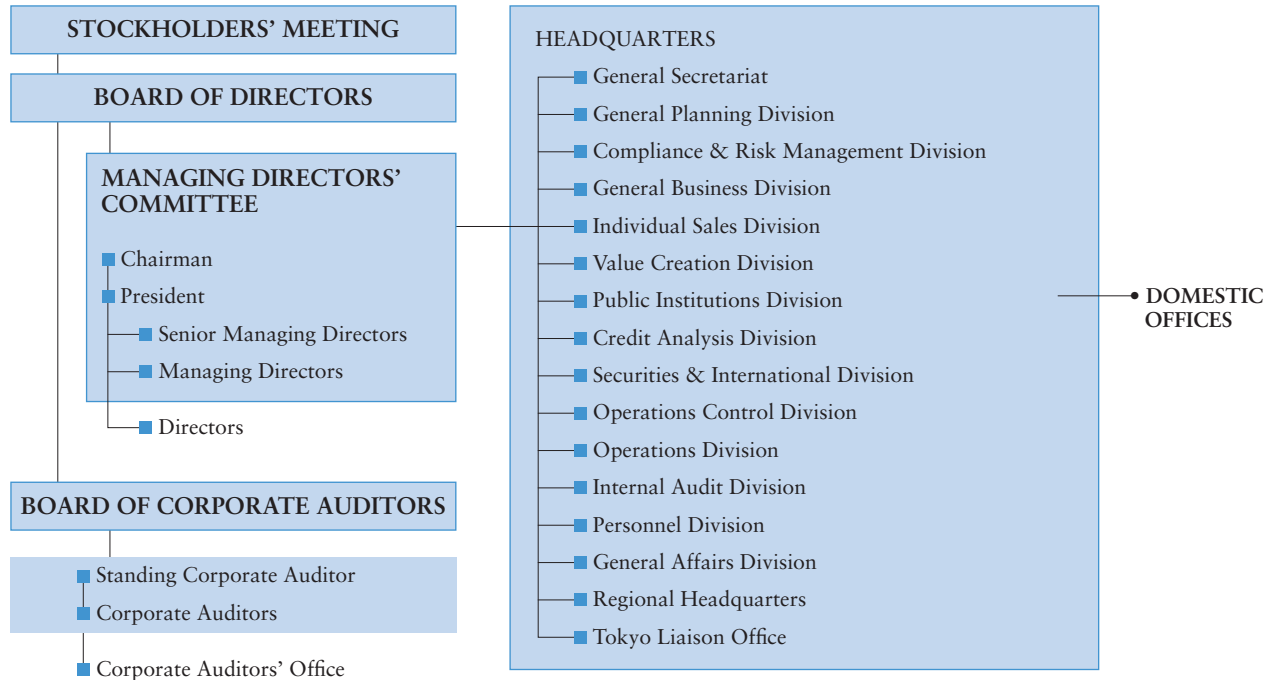 STOCKHOLDERS’ MEETING
BOARD OF DIRECTORS
MANAGING DIRECTORS’
COMMITTEE
Chairman
President
Senior Managing Directors
Managing Directors
Directors
BOARD OF CORPORATE AUDITORS
Standing Corporate Auditor
Corporate Auditors
Corporate Auditors’ Office
HEADQUARTERS
General Secretariat
General Planning Division
Compliance & Risk Management Division
General Business Division
Individual Sales Division
Value Creation Division
Public Institutions Division
Credit Analysis Division
Securities & International Division
Operations Control Division
Operations Division
Internal Audit Division
Personnel Division
General Affairs Division
Regional Headquarters
Tokyo Liaison Office
DOMESTIC
OFFICES